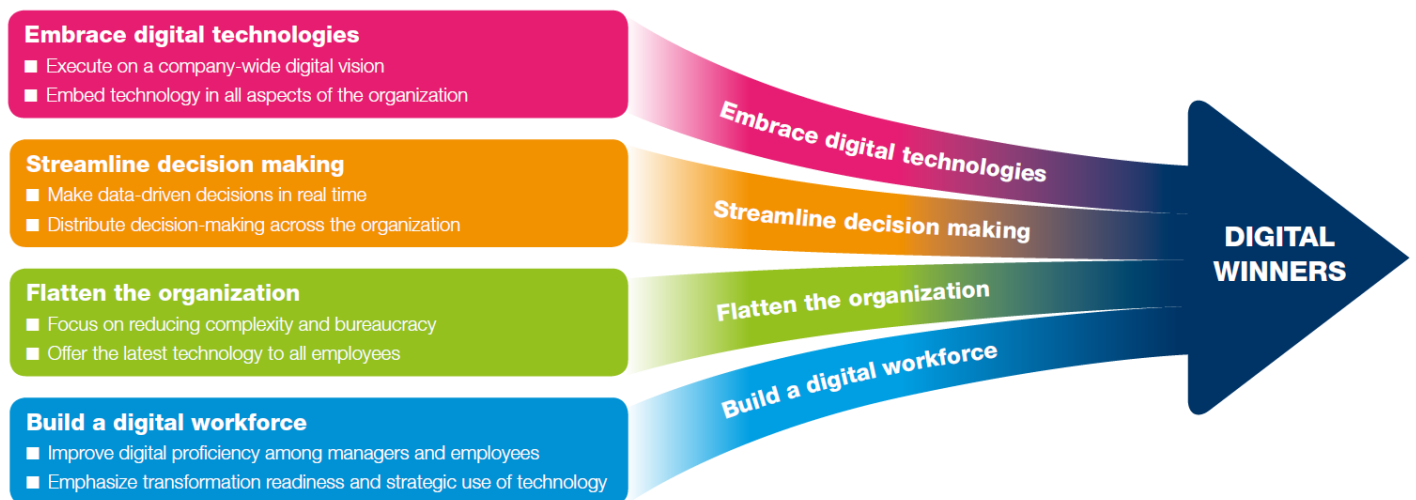 Embrace digital technologies
■ Execute on a company-wide digital vision
■ Embed technology in all aspects of the organization
Streamline decision making
■ Make data-driven decisions in real time
■ Distribute decision-making across the organization
Flatten the organization
■ Focus on reducing complexity and bureaucracy
■ Offer the latest technology to all employees
Build a digital workforce
■ Improve digital proficiency among managers and employees
■ Emphasize transformation readiness and strategic use of technology
Embrace digital technologies
Streamline decision making
Flatten the organization
Build a digital workforce
DIGITAL
WINNERS